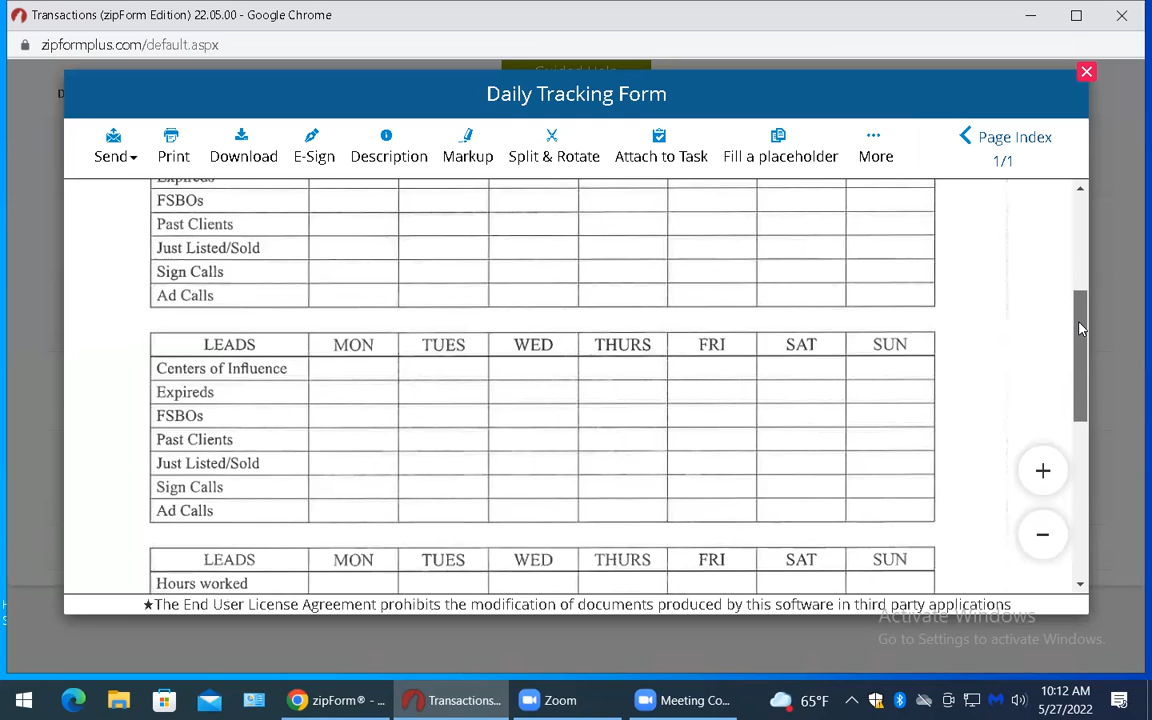 Transactions (zipForm Edition) 22.05.00 - Google Chrome
zipformplus.com/default.aspx
Guided Help
Daily Tracking Form
Send Print Download E-Sign Description Markup Split & Rotate Attach to Task Fill a placeholder More
Page Index
1/1
Expireds
FSBOs
Past Clients
Just Listed/Sold
Sign Calls
Ad Calls
LEADS MON TUES WED THURS FRI SAT SUN
Centers of Influence
Expireds
FSBOs
Past Clients
Just Listed/Sold
Sign Calls
Ad Calls
LEADS MON TUES WED THURS FRI SAT SUN
Hours worked
★The End User License Agreement prohibits the modification of documents produced by this software in third party applications
Activate Windows
Go to Settings to activate Windows.
zipForm® - ... Transactions... Zoom Meeting Co... 65°F 10:12 AM
5/27/2022